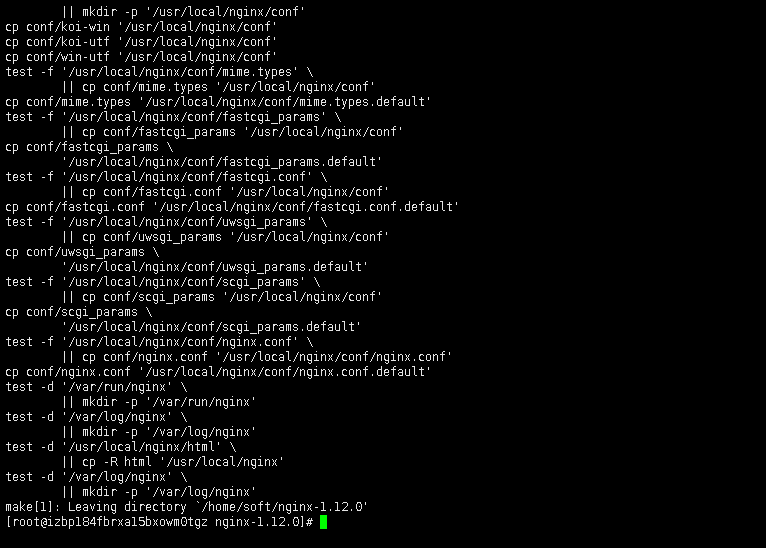 || mkdir -p '/usr/local/nginx/conf'
cp conf/koi-win '/usr/local/nginx/conf'
cp conf/koi-utf '/usr/local/nginx/conf'
cp conf/win-utf '/usr/local/nginx/conf'
test -f '/usr/local/nginx/conf/mime.types' \
|| cp conf/mime.types '/usr/local/nginx/conf'
cp conf/mime.types '/usr/local/nginx/conf/mime.types.default'
test -f '/usr/local/nginx/conf/fastcgi_params' \
|| cp conf/fastcgi_params '/usr/local/nginx/conf'
cp conf/fastcgi_params \
'/usr/local/nginx/conf/fastcgi_params.default'
test -f '/usr/local/nginx/conf/fastcgi.conf' \
|| cp conf/fastcgi.conf '/usr/local/nginx/conf'
cp conf/fastcgi.conf '/usr/local/nginx/conf/fastcgi.conf.default'
test -f '/usr/local/nginx/conf/uwsgi_params' \
|| cp conf/uwsgi_params '/usr/local/nginx/conf'
cp conf/uwsgi_params \
'/usr/local/nginx/conf/uwsgi_params.default'
test -f '/usr/local/nginx/conf/scgi_params' \
|| cp conf/scgi_params '/usr/local/nginx/conf'
cp conf/scgi_params \
'/usr/local/nginx/conf/scgi_params.default'
test -f '/usr/local/nginx/conf/nginx.conf' \
|| cp conf/nginx.conf '/usr/local/nginx/conf/nginx.conf'
cp conf/nginx.conf '/usr/local/nginx/conf/nginx.conf.default'
test -d '/var/run/nginx' \
|| mkdir -p '/var/run/nginx'
test -d '/var/log/nginx' \
|| mkdir -p '/var/log/nginx'
test -d '/usr/local/nginx/html' \
|| cp -R html '/usr/local/nginx'
test -d '/var/log/nginx' \
|| mkdir -p '/var/log/nginx'
make[1]: Leaving directory `/home/soft/nginx-1.12.0'
[root@izbp184fbrxa15bxowm0tgz nginx-1.12.0]#